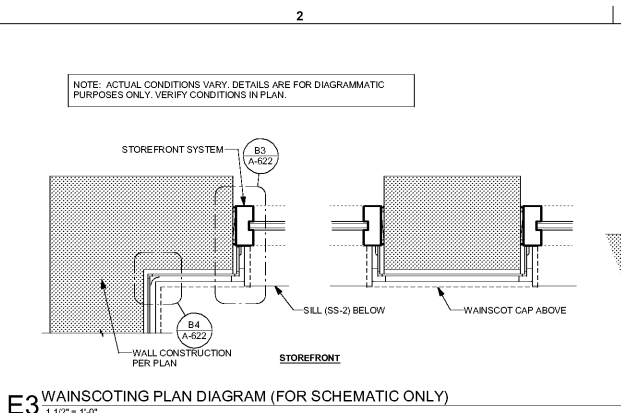 2
NOTE: ACTUAL CONDITIONS VARY. DETAILS ARE FOR DIAGRAMMATIC
PURPOSES ONLY. VERIFY CONDITIONS IN PLAN.
STOREFRONT SYSTEM
B3
A-622
SILL (SS-2) BELOW
WAINSCOT CAP ABOVE
B4
A-622
WALL CONSTRUCTION
PER PLAN
STOREFRONT
E3 WAINSCOTING PLAN DIAGRAM (FOR SCHEMATIC ONLY)
1 1/2" = 1'-0"